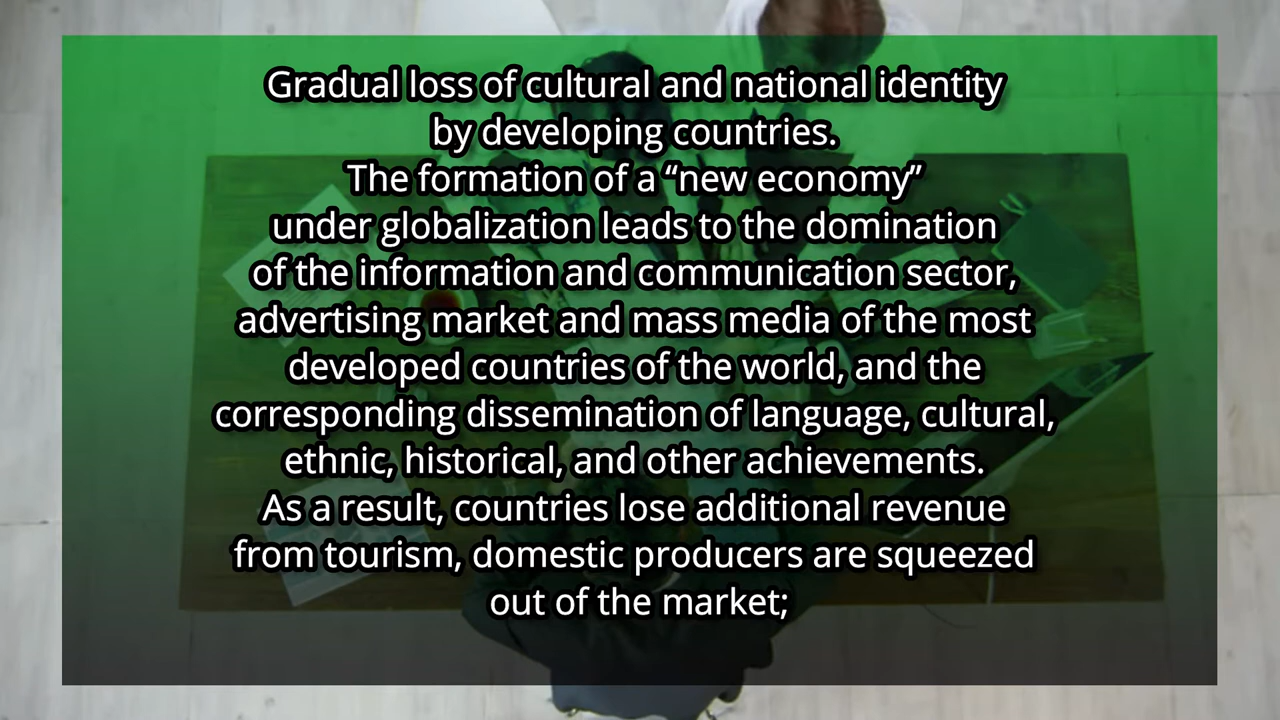 Gradual loss of cultural and national identity
by developing countries.
The formation of a “new economy”
under globalization leads to the domination
of the information and communication sector,
advertising market and mass media of the most
developed countries of the world, and the
corresponding dissemination of language, cultural,
ethnic, historical, and other achievements.
As a result, countries lose additional revenue
from tourism, domestic producers are squeezed
out of the market;